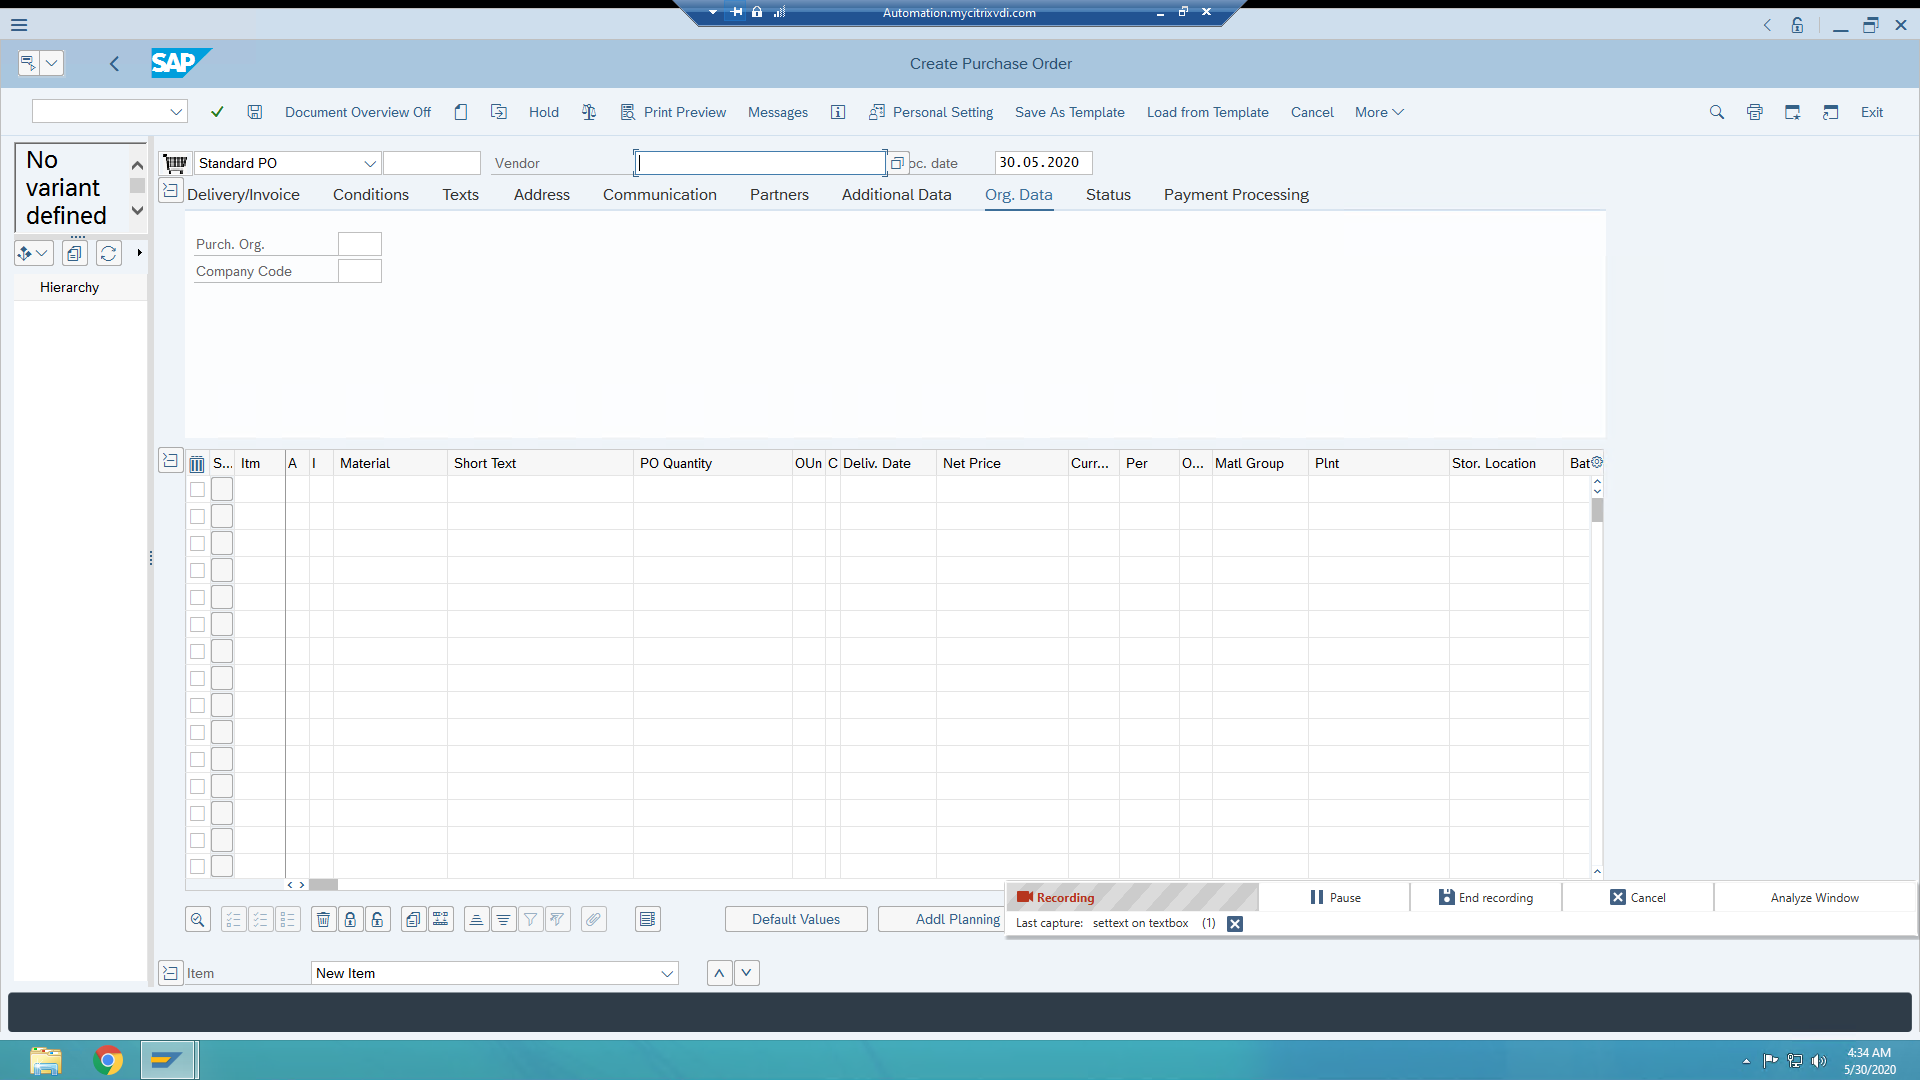 Automation.mycitrixvdi.com
SAP
Create Purchase Order
Document Overview Off
Hold
Print Preview
Messages
Personal Setting
Save As Template
Load from Template
Cancel
More
Exit
No
variant
defined
Standard PO
Vendor
oc. date
30.05.2020
Delivery/Invoice
Conditions
Texts
Address
Communication
Partners
Additional Data
Org. Data
Status
Payment Processing
Purch. Org.
Company Code
Hierarchy
S...
Itm
A
I
Material
Short Text
PO Quantity
OUn
C
Deliv. Date
Net Price
Curr...
Per
O...
Matl Group
Plnt
Stor. Location
Bat
Default Values
Addl Planning
Recording
Pause
End recording
Cancel
Analyze Window
Last capture: settext on textbox (1)
Item
New Item
4:34 AM
5/30/2020